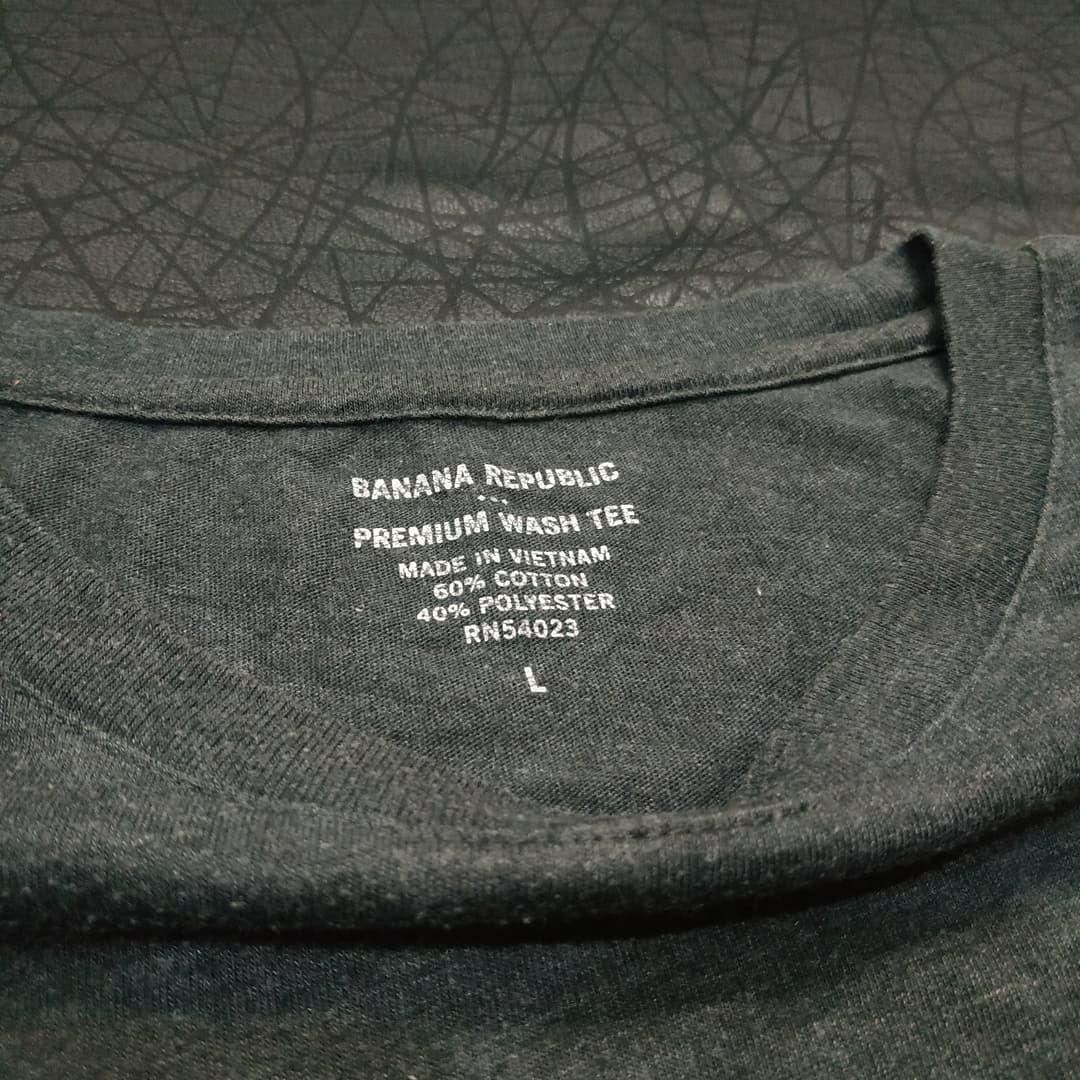 BANANA REPUBLIC
PREMIUM WASH TEE
MADE IN VIETNAM
60% COTTON
40% POLYESTER
RN54023
L